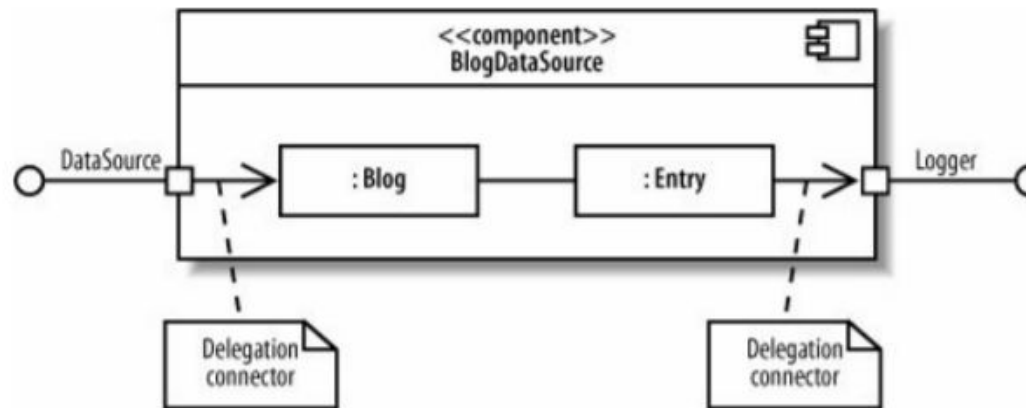 <<component>>
BlogDataSource
DataSource
: Blog
: Entry
Logger
Delegation
connector
Delegation
connector